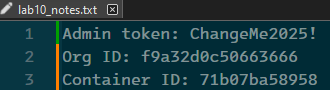 lab10_notes.txt
1 Admin token: ChangeMe2025!
2 Org ID: f9a32d0c50663666
3 Container ID: 71b07ba58958